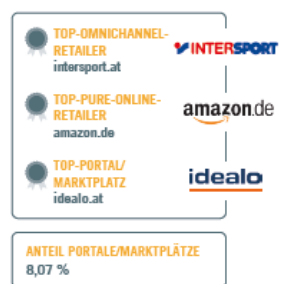 TOP-OMNICHANNEL-
RETAILER
intersport.at
INTERSPORT
TOP-PURE-ONLINE-
RETAILER
amazon.de
amazon.de
TOP-PORTAL/
MARKTPLATZ
idealo.at
idealo
ANTEIL PORTALE/MARKTPLÄTZE
8,07 %